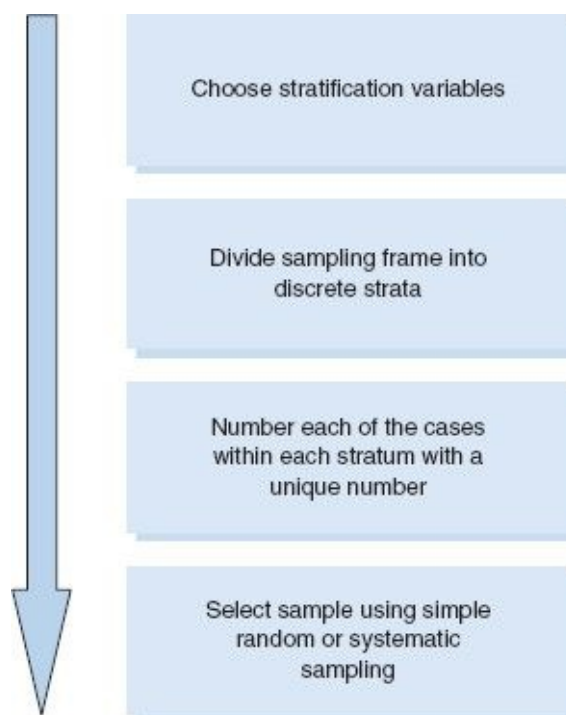 Choose stratification variables
Divide sampling frame into
discrete strata
Number each of the cases
within each stratum with a
unique number
Select sample using simple
random or systematic
sampling